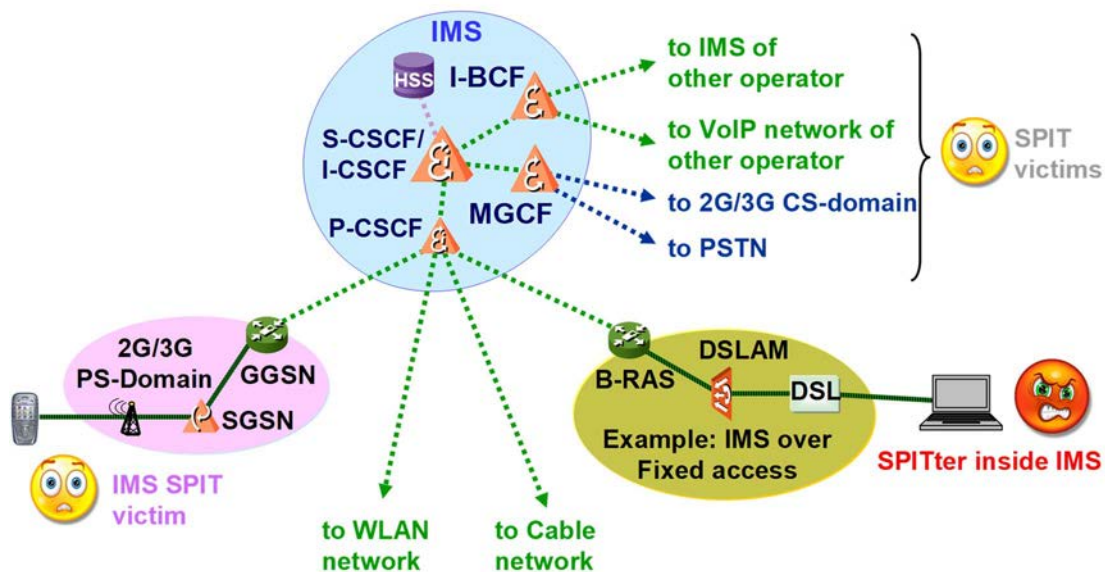 IMS
HSS
I-BCF
S-CSCF/
I-CSCF
MGCF
P-CSCF
to IMS of
other operator
to VoIP network of
other operator
to 2G/3G CS-domain
to PSTN
SPIT
victims
2G/3G
PS-Domain
GGSN
SGSN
IMS SPIT
victim
to WLAN
network
to Cable
network
B-RAS
DSLAM
DSL
Example: IMS over
Fixed access
SPITter inside IMS